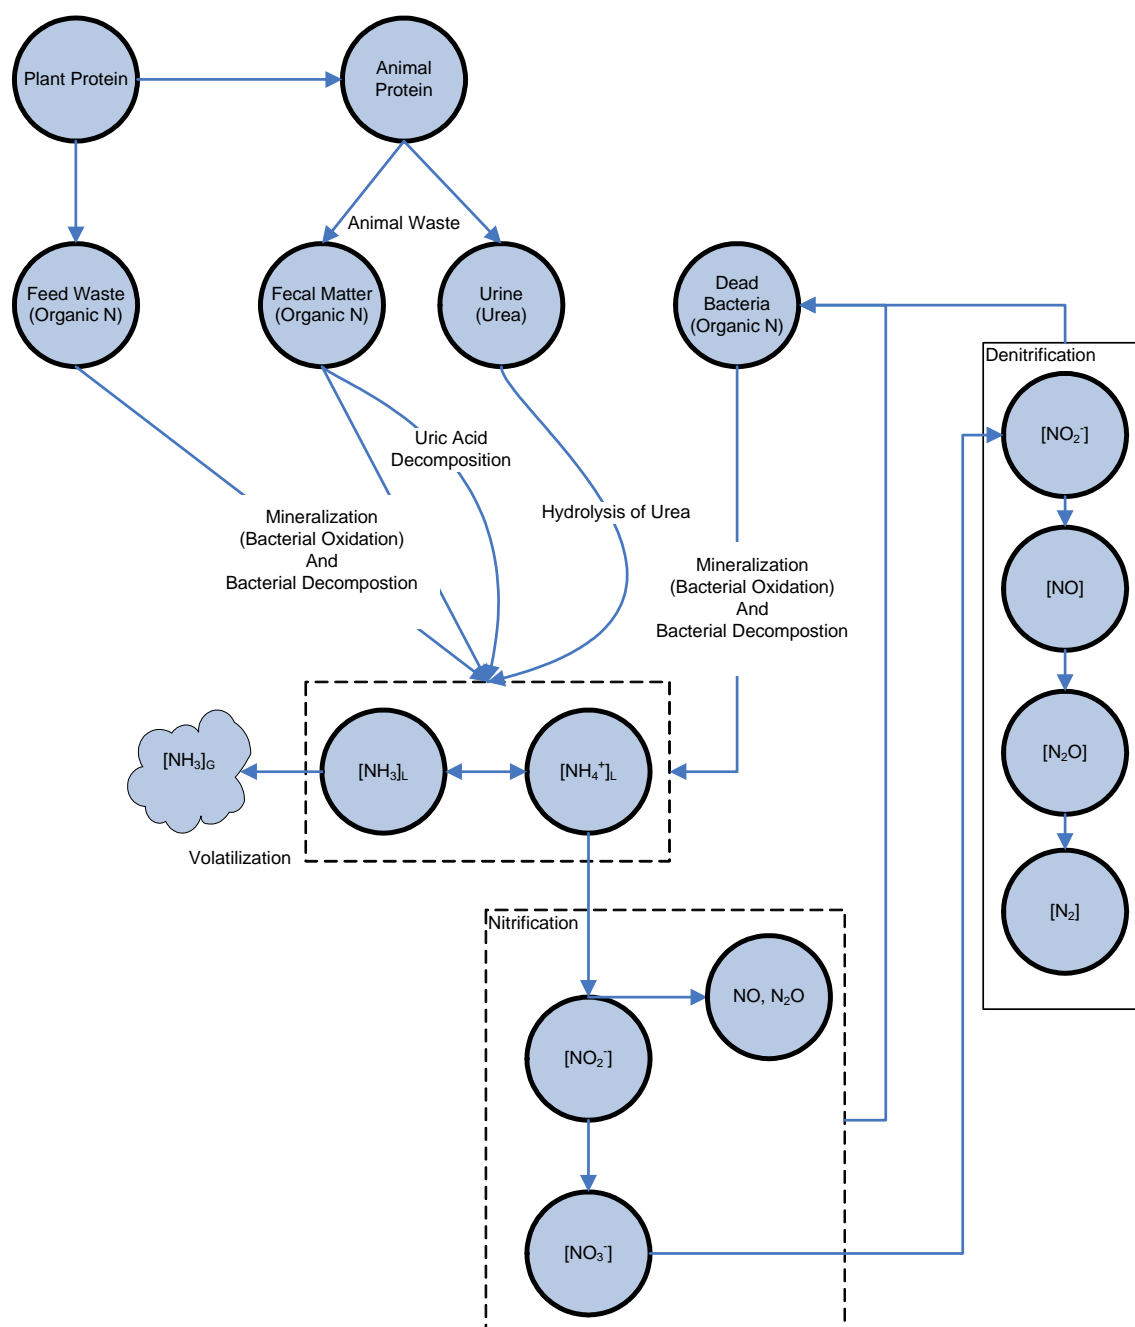 Plant Protein
Animal
Protein
Animal Waste
Feed Waste
(Organic N)
Fecal Matter
(Organic N)
Urine
(Urea)
Dead
Bacteria
(Organic N)
Denitrification
[NO₂⁻]
[NO]
[N₂O]
[N₂]
Uric Acid
Decomposition
Hydrolysis of Urea
Mineralization
(Bacterial Oxidation)
And
Bacterial Decompostion
Mineralization
(Bacterial Oxidation)
And
Bacterial Decompostion
[NH₃]G
[NH₃]L
[NH₄⁺]L
Volatilization
Nitrification
NO, N₂O
[NO₂⁻]
[NO₃⁻]